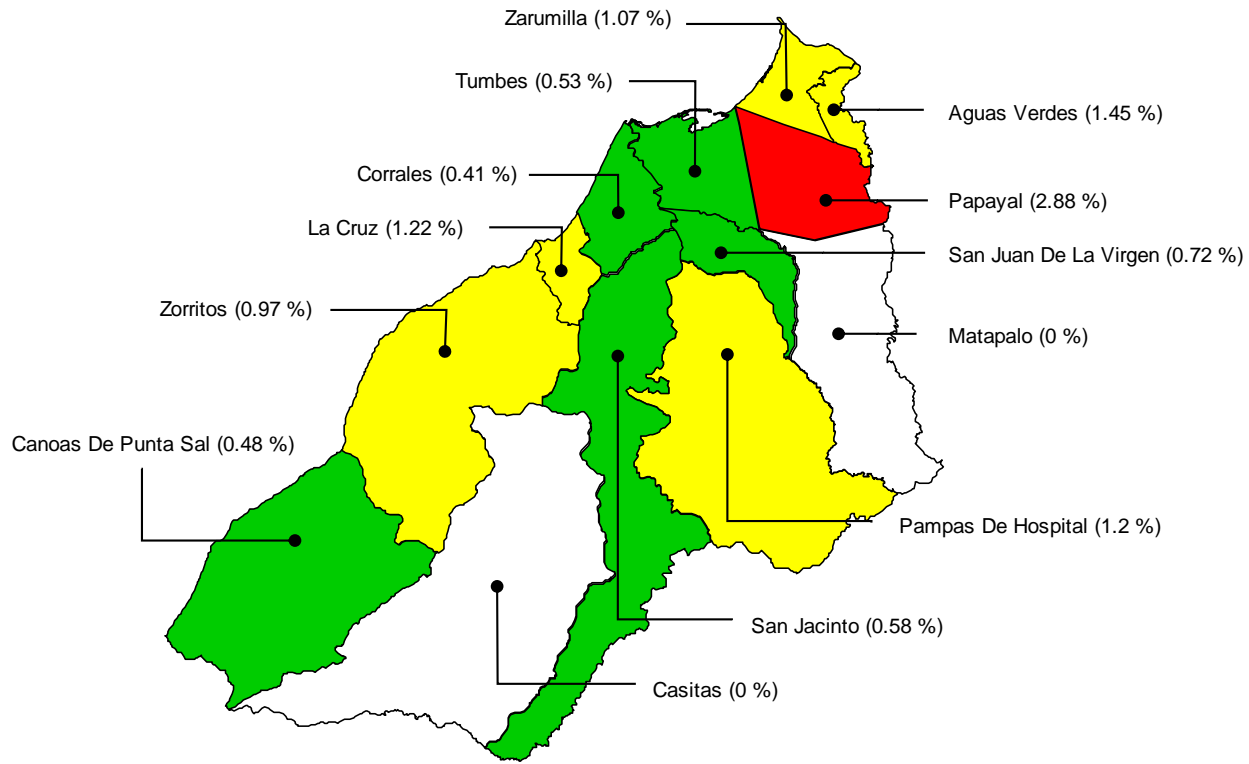 Zarumilla (1.07 %)
Tumbes (0.53 %)
Aguas Verdes (1.45 %)
Corrales (0.41 %)
Papayal (2.88 %)
La Cruz (1.22 %)
San Juan De La Virgen (0.72 %)
Zorritos (0.97 %)
Matapalo (0 %)
Canoas De Punta Sal (0.48 %)
Pampas De Hospital (1.2 %)
San Jacinto (0.58 %)
Casitas (0 %)